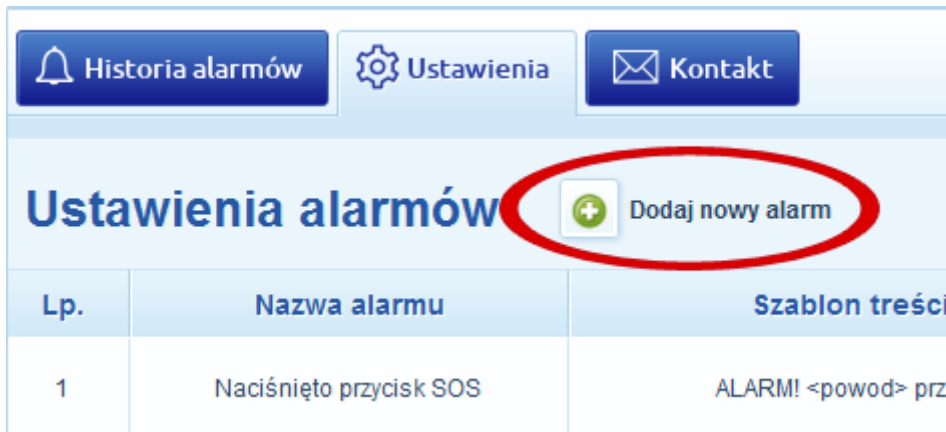 Historia alarmów Ustawienia Kontakt
Ustawienia alarmów Dodaj nowy alarm
Lp. Nazwa alarmu Szablon treści
1 Naciśnięto przycisk SOS ALARM! <powod> prz